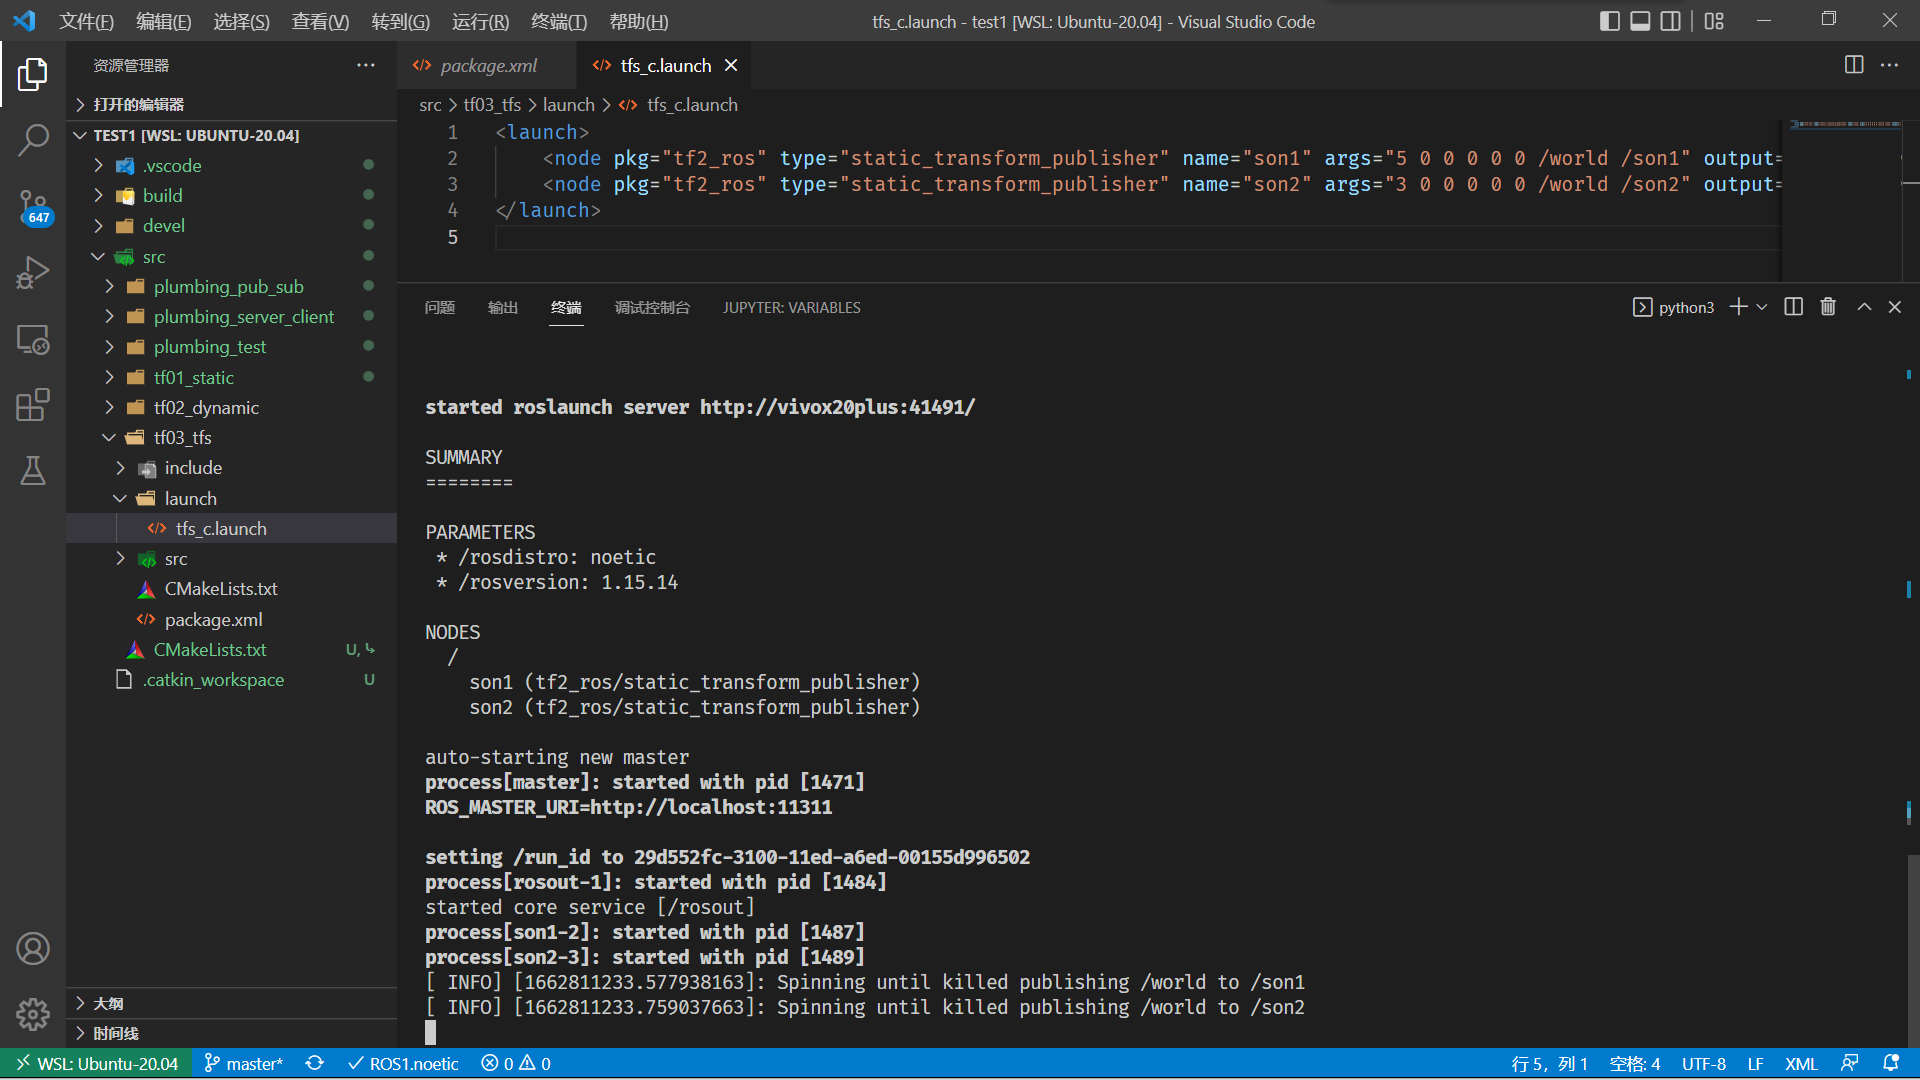 文件(F) 编辑(E) 选择(S) 查看(V) 转到(G) 运行(R) 终端(T) 帮助(H) tfs_c.launch - test1 [WSL: Ubuntu-20.04] - Visual Studio Code
资源管理器
打开的编辑器
TEST1 [WSL: UBUNTU-20.04]
.vscode
build
devel
src
plumbing_pub_sub
plumbing_server_client
plumbing_test
tf01_static
tf02_dynamic
tf03_tfs
include
launch
tfs_c.launch
src
CMakeLists.txt
package.xml
CMakeLists.txt U,
.catkin_workspace U
大纲
时间线
647
package.xml tfs_c.launch
src > tf03_tfs > launch > tfs_c.launch
1 <launch>
2 <node pkg="tf2_ros" type="static_transform_publisher" name="son1" args="5 0 0 0 0 0 /world /son1" output=
3 <node pkg="tf2_ros" type="static_transform_publisher" name="son2" args="3 0 0 0 0 0 /world /son2" output=
4 </launch>
5
问题 输出 终端 调试控制台 JUPYTER: VARIABLES python3
started roslaunch server http://vivox20plus:41491/
SUMMARY
========
PARAMETERS
* /rosdistro: noetic
* /rosversion: 1.15.14
NODES
/
son1 (tf2_ros/static_transform_publisher)
son2 (tf2_ros/static_transform_publisher)
auto-starting new master
process[master]: started with pid [1471]
ROS_MASTER_URI=http://localhost:11311
setting /run_id to 29d552fc-3100-11ed-a6ed-00155d996502
process[rosout-1]: started with pid [1484]
started core service [/rosout]
process[son1-2]: started with pid [1487]
process[son2-3]: started with pid [1489]
[ INFO] [1662811233.577938163]: Spinning until killed publishing /world to /son1
[ INFO] [1662811233.759037663]: Spinning until killed publishing /world to /son2
WSL: Ubuntu-20.04 master* ROS1.noetic 0 0 行 5，列 1 空格: 4 UTF-8 LF XML